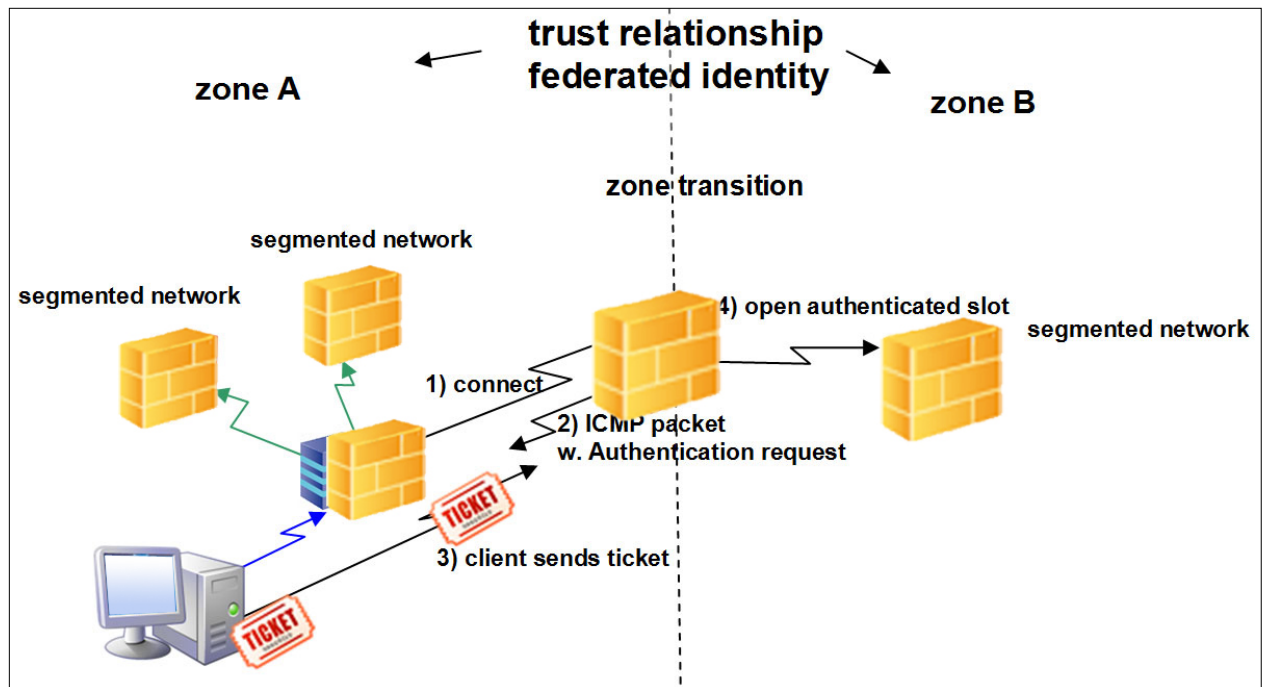 trust relationship
federated identity
zone A
zone B
zone transition
segmented network
segmented network
4) open authenticated slot
segmented network
1) connect
2) ICMP packet
w. Authentication request
TICKET
3) client sends ticket
TICKET